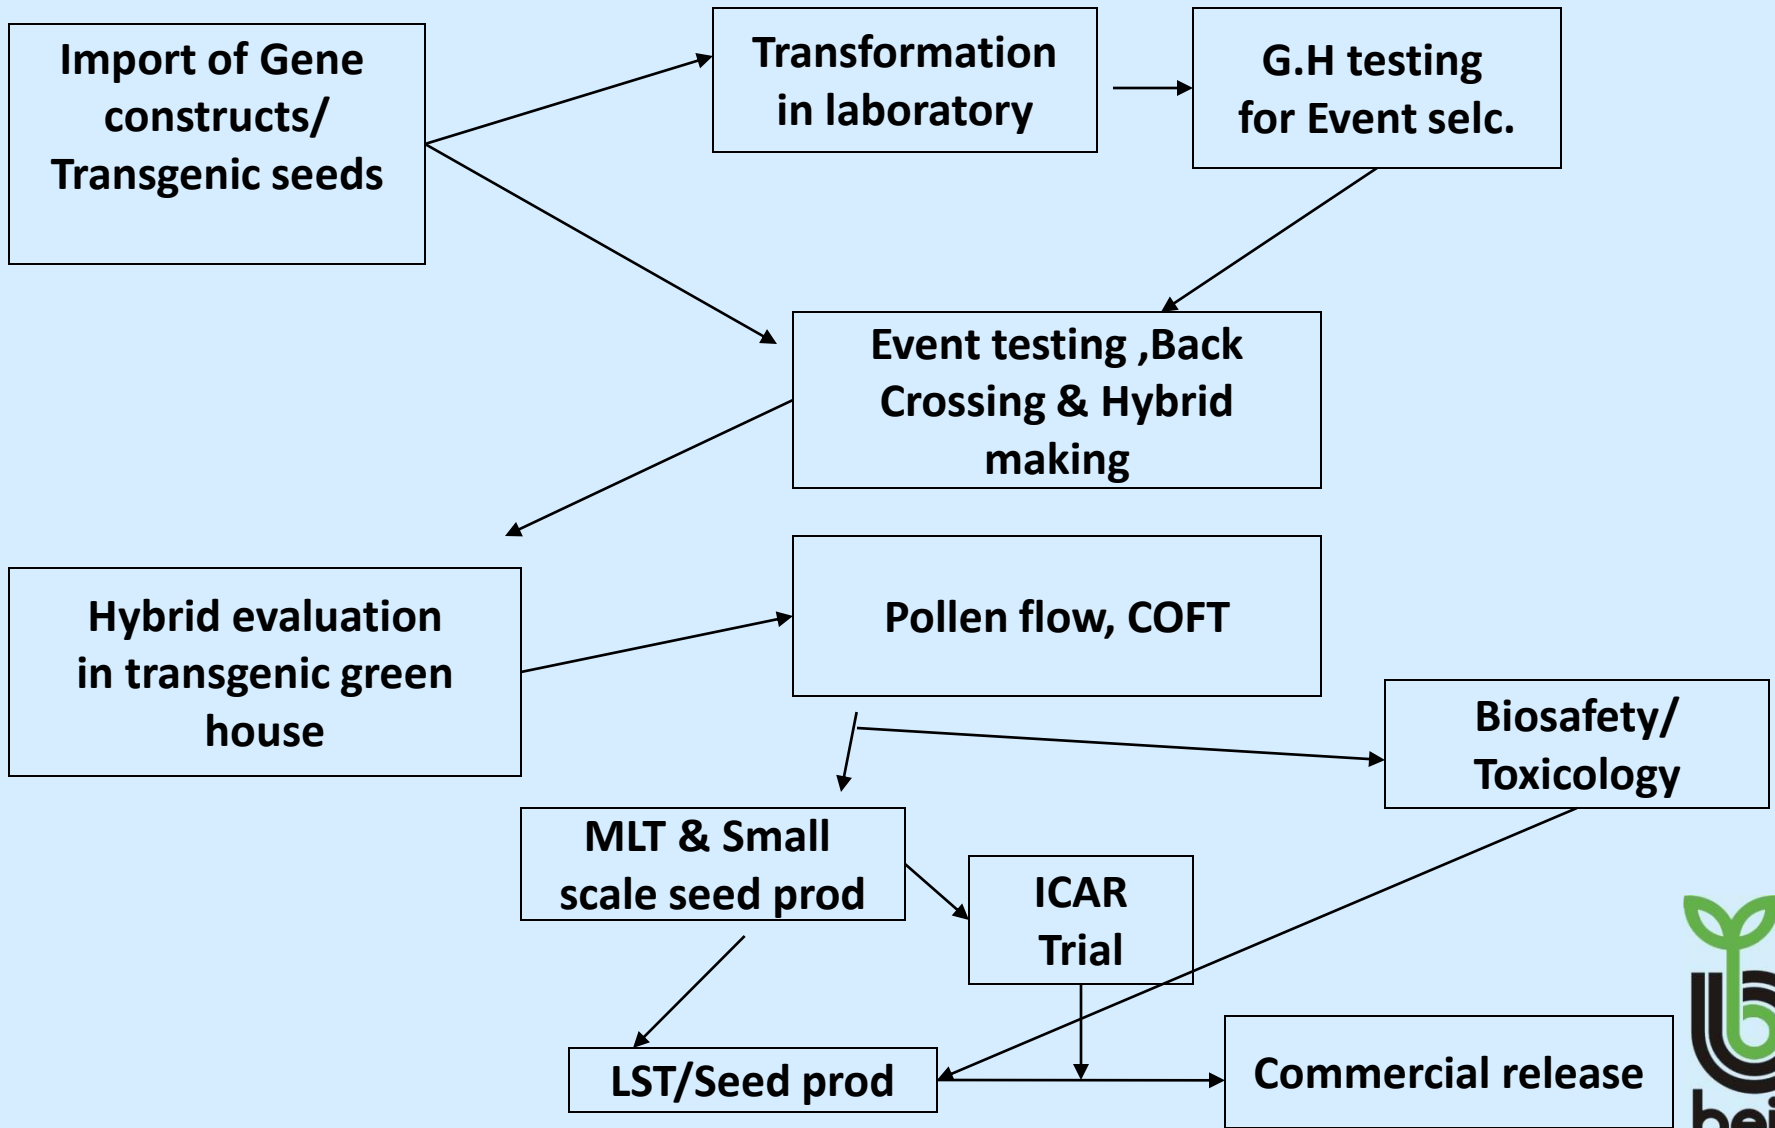 Import of Gene
constructs/
Transgenic seeds
Transformation
in laboratory
G.H testing
for Event selc.
Event testing ,Back
Crossing & Hybrid
making
Hybrid evaluation
in transgenic green
house
Pollen flow, COFT
Biosafety/
Toxicology
MLT & Small
scale seed prod
ICAR
Trial
LST/Seed prod
Commercial release